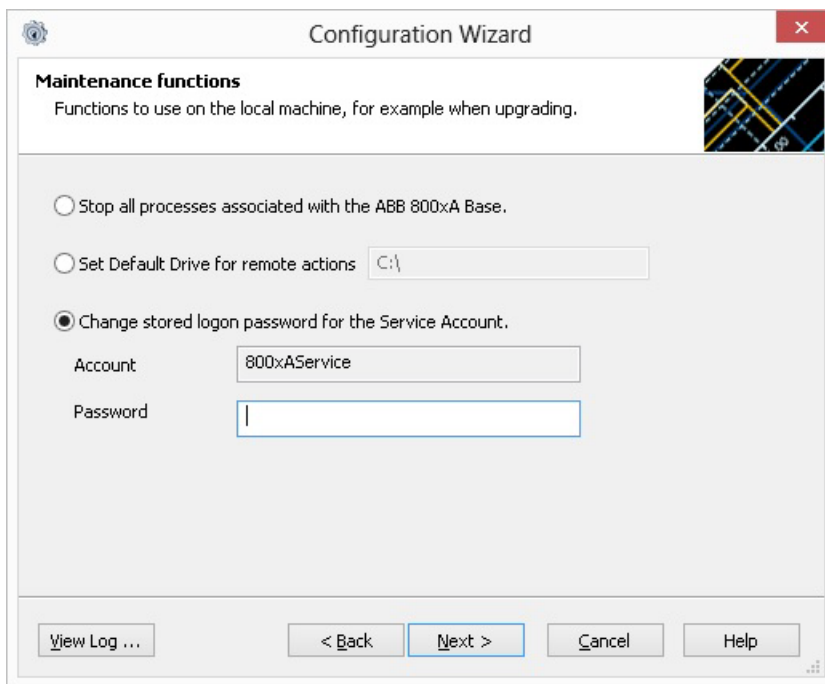 Configuration Wizard
Maintenance functions
Functions to use on the local machine, for example when upgrading.
Stop all processes associated with the ABB 800xA Base.
Set Default Drive for remote actions C:\
Change stored logon password for the Service Account.
Account 800xAService
Password
View Log ... < Back Next > Cancel Help